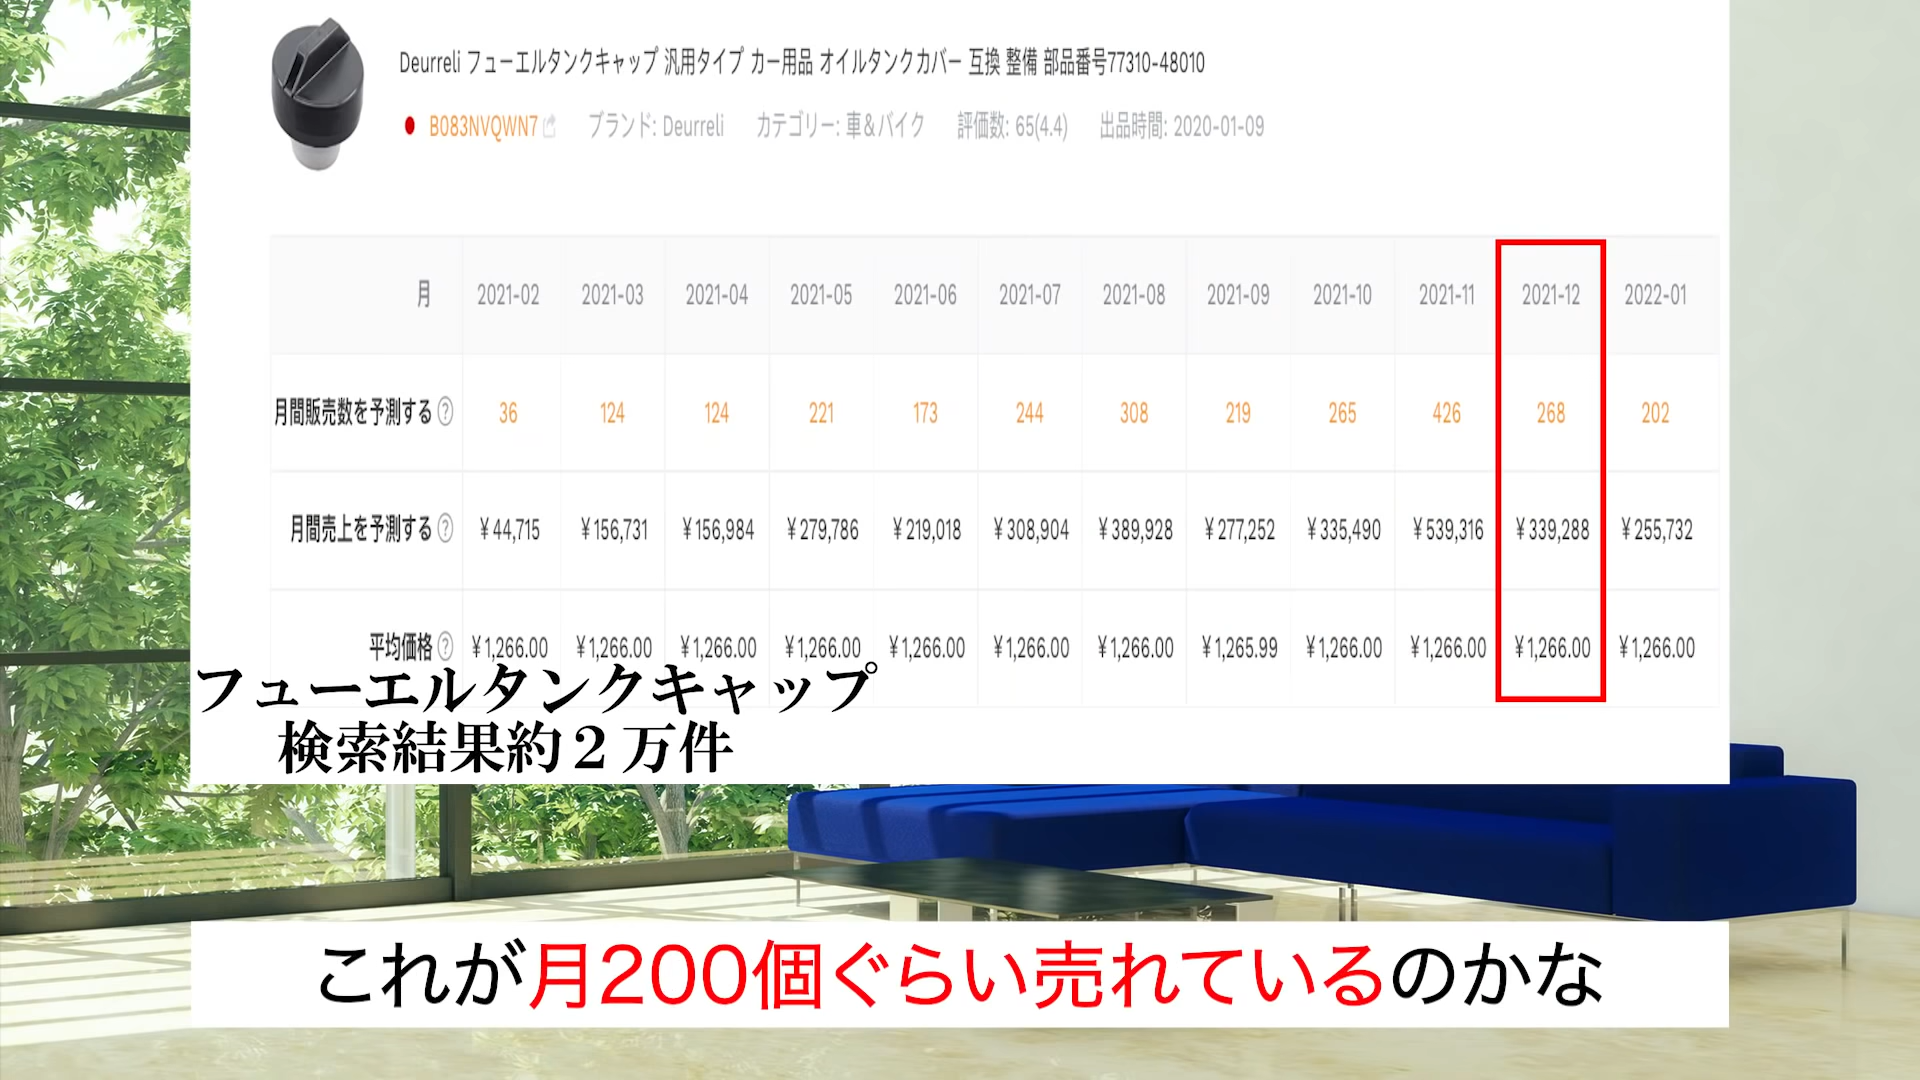 Deurreli フューエルタンクキャップ 汎用タイプ カー用品 オイルタンクカバー 互換 整備 部品番号77310-48010
B083NVQWN7 ブランド: Deurreli カテゴリー: 車&バイク 評価数: 65(4.4) 出品時間: 2020-01-09
月 2021-02 2021-03 2021-04 2021-05 2021-06 2021-07 2021-08 2021-09 2021-10 2021-11 2021-12 2022-01
月間販売数を予測する ? 36 124 124 221 173 244 308 219 265 426 268 202
月間売上を予測する ? ¥44,715 ¥156,731 ¥156,984 ¥279,786 ¥219,018 ¥308,904 ¥389,928 ¥277,252 ¥335,490 ¥539,316 ¥339,288 ¥255,732
平均価格 ? ¥1,266.00 ¥1,266.00 ¥1,266.00 ¥1,266.00 ¥1,266.00 ¥1,266.00 ¥1,266.00 ¥1,265.99 ¥1,266.00 ¥1,266.00 ¥1,266.00 ¥1,266.00
フューエルタンクキャップ
検索結果約2万件
これが月200個ぐらい売れているのかな